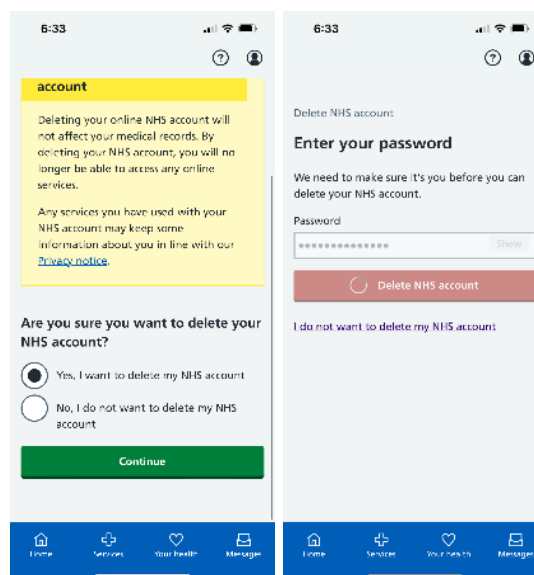 6:33
account
Deleting your online NHS account will
not affect your medical records. By
deleting your NHS account, you will no
longer be able to access any online
services.
Any services you have used with your
NHS account may keep some
information about you in line with our
Privacy notice.
Are you sure you want to delete your
NHS account?
Yes, I want to delete my NHS account
No, I do not want to delete my NHS
account
Continue
Home Services Your health Messages
6:33
Delete NHS account
Enter your password
We need to make sure it's you before you can
delete your NHS account.
Password
Show
Delete NHS account
I do not want to delete my NHS account
Home Services Your health Messages